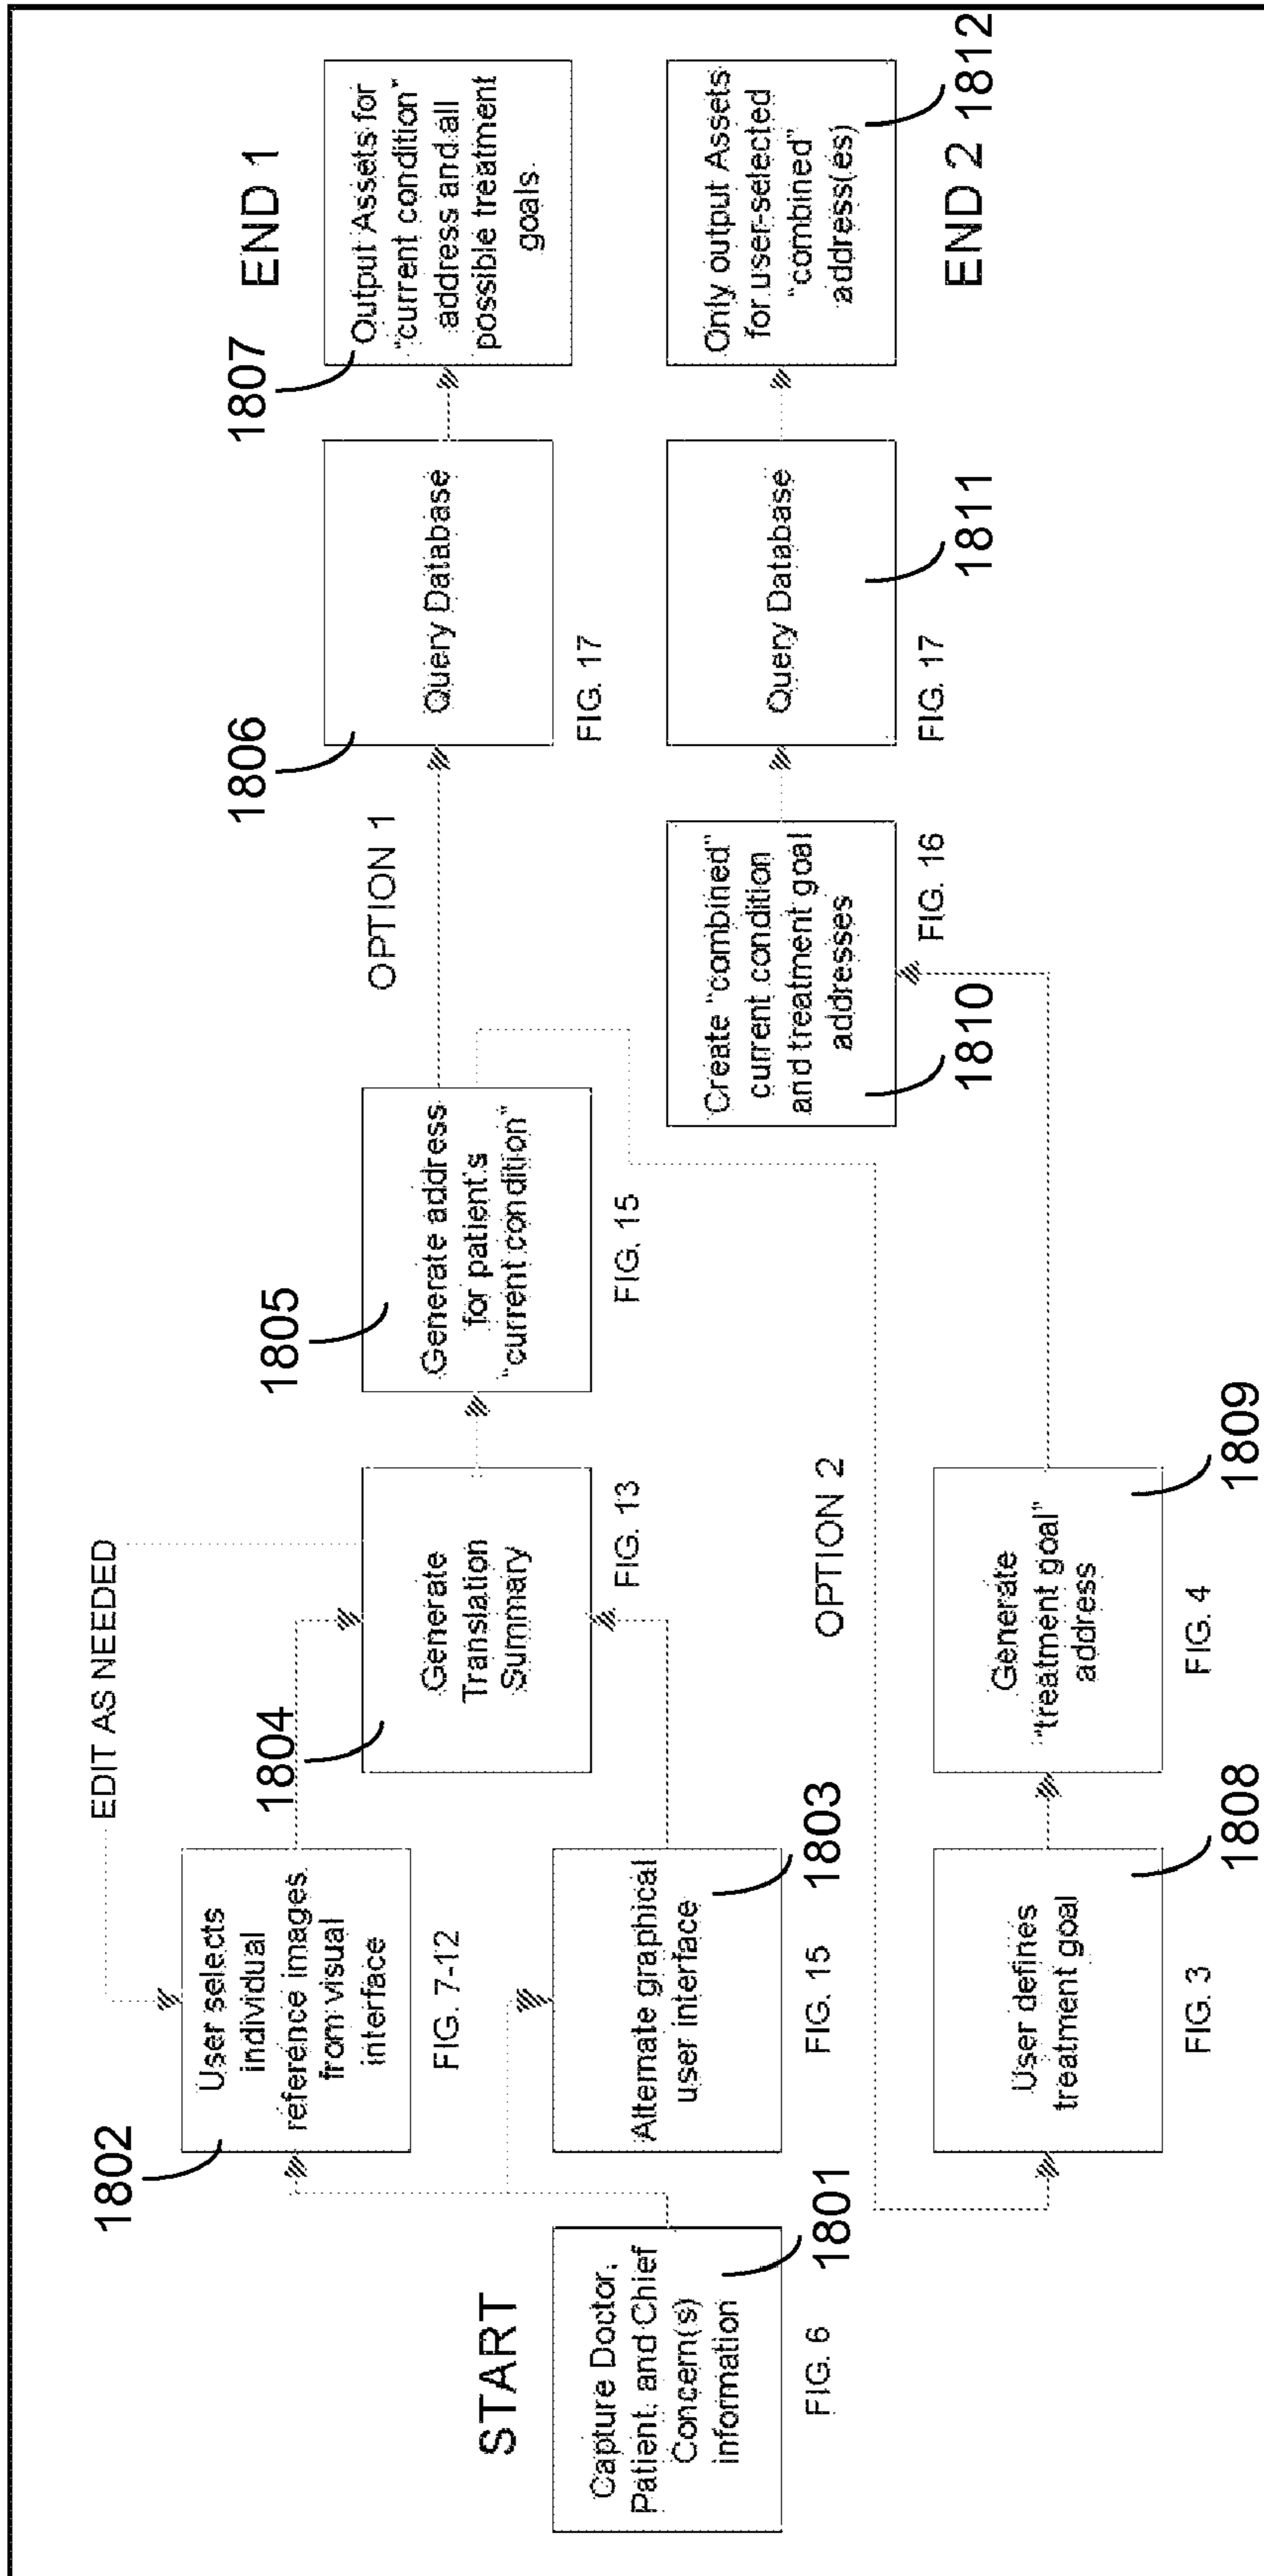 START
Capture Doctor,
Patient, and Chief
Concern(s)
information
1801
FIG. 6
EDIT AS NEEDED
1802
User selects
individual
reference images
from visual
interface
FIG. 7-12
Alternate graphical
user interface
1803
FIG. 15
1804
Generate
Translation
Summary
FIG. 13
1805
Generate address
for patient's
"current condition"
FIG. 15
OPTION 1
1806
Query Database
FIG. 17
1807
END 1
Output Assets for
"current condition"
address and all
possible treatment
goals.
OPTION 2
User defines
treatment goal
1808
FIG. 3
Generate
"treatment goal"
address
1809
FIG. 4
Create "combined"
current condition
and treatment goal
addresses
1810
FIG. 16
Query Database
1811
FIG. 17
Only output Assets
for user-selected
"combined"
address(es)
END 2
1812